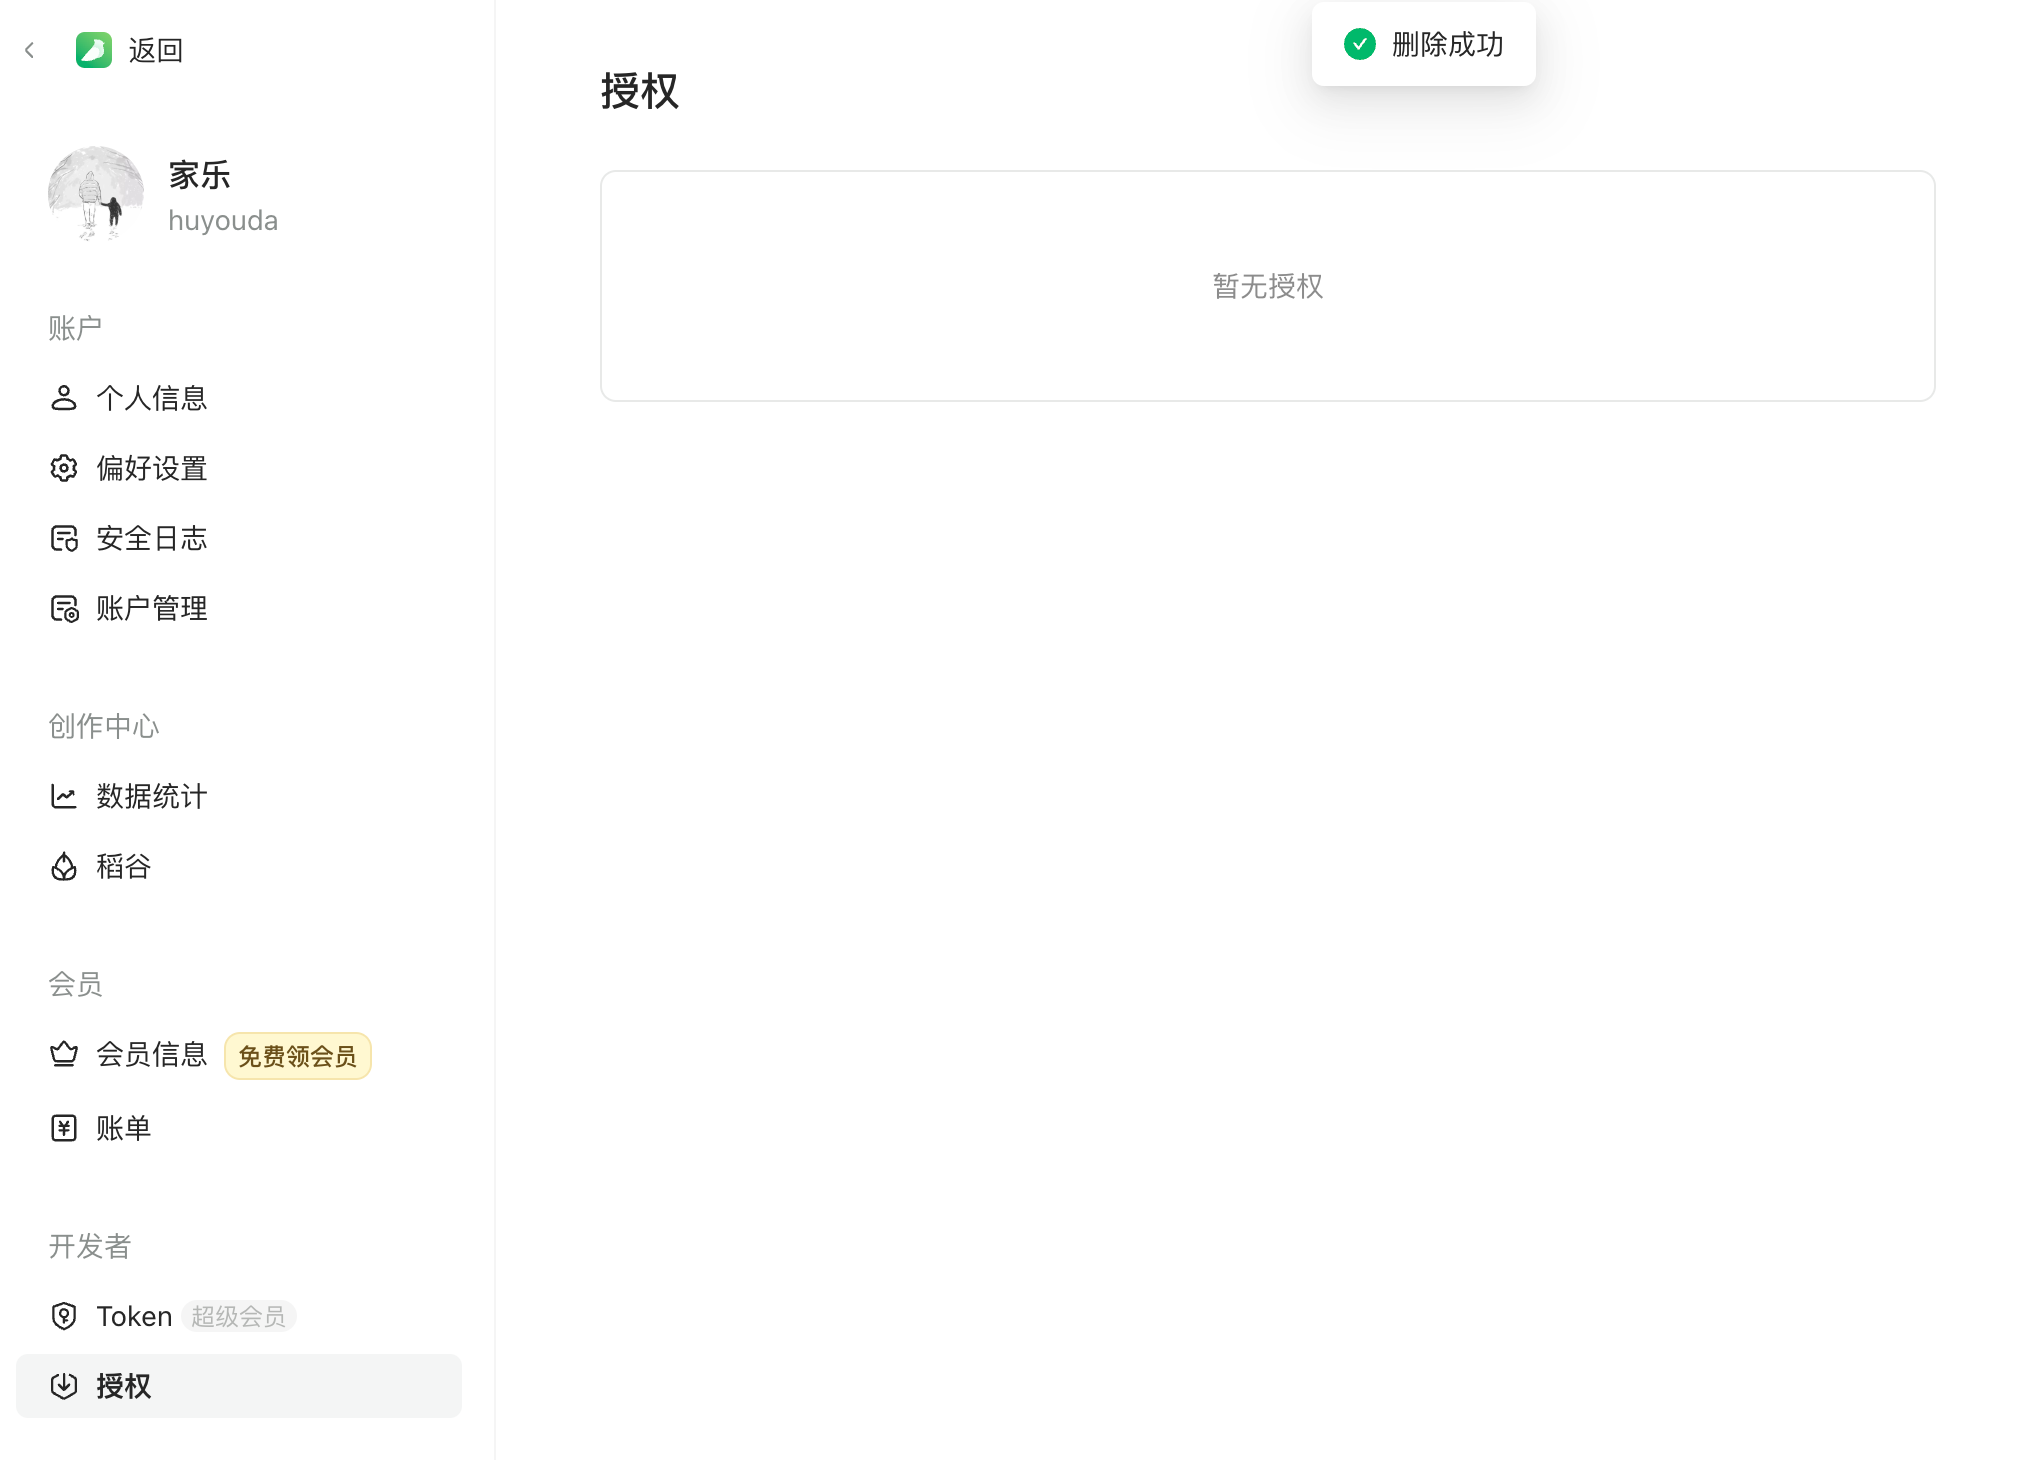 返回
家乐
huyouda
账户
个人信息
偏好设置
安全日志
账户管理
创作中心
数据统计
稻谷
会员
会员信息 免费领会员
账单
开发者
Token 超级会员
授权
删除成功
授权
暂无授权